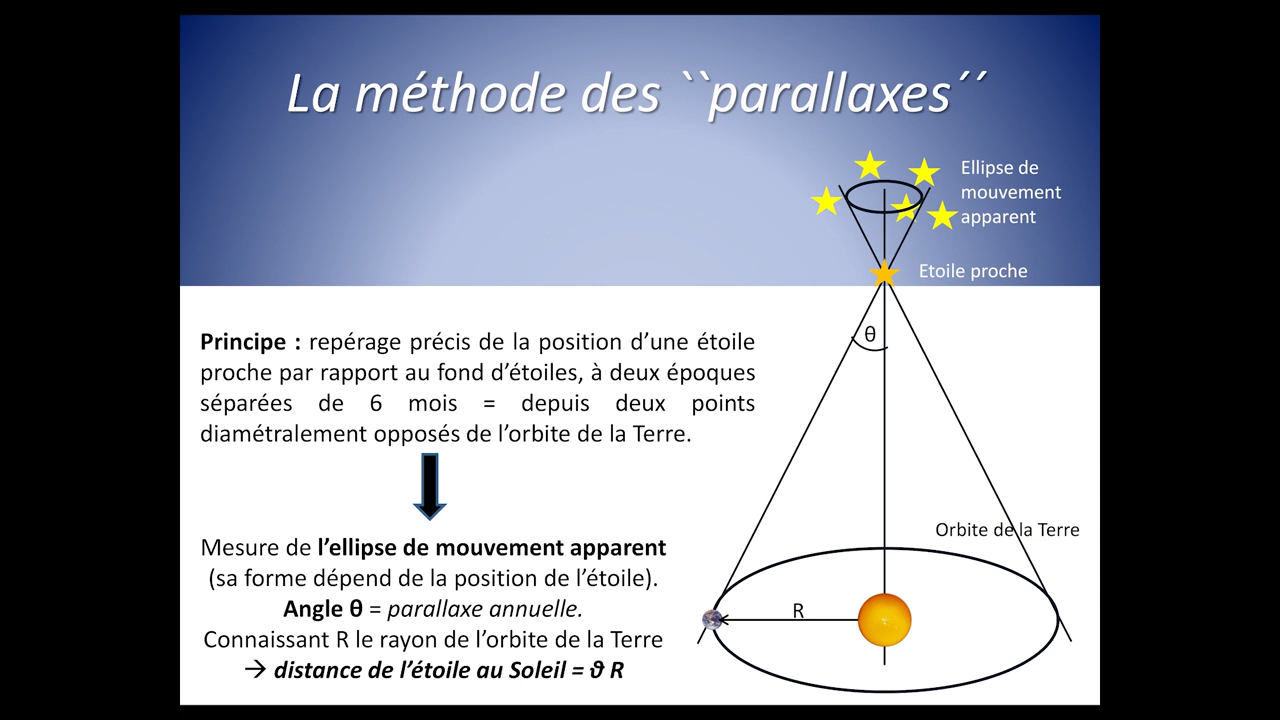 La méthode des ``parallaxes´´
Ellipse de
mouvement
apparent
Etoile proche
θ
Principe : repérage précis de la position d’une étoile
proche par rapport au fond d’étoiles, à deux époques
séparées de 6 mois = depuis deux points
diamétralement opposés de l’orbite de la Terre.
Orbite de la Terre
R
Mesure de l’ellipse de mouvement apparent
(sa forme dépend de la position de l’étoile).
Angle θ = parallaxe annuelle.
Connaissant R le rayon de l’orbite de la Terre
→ distance de l’étoile au Soleil = ϑ R